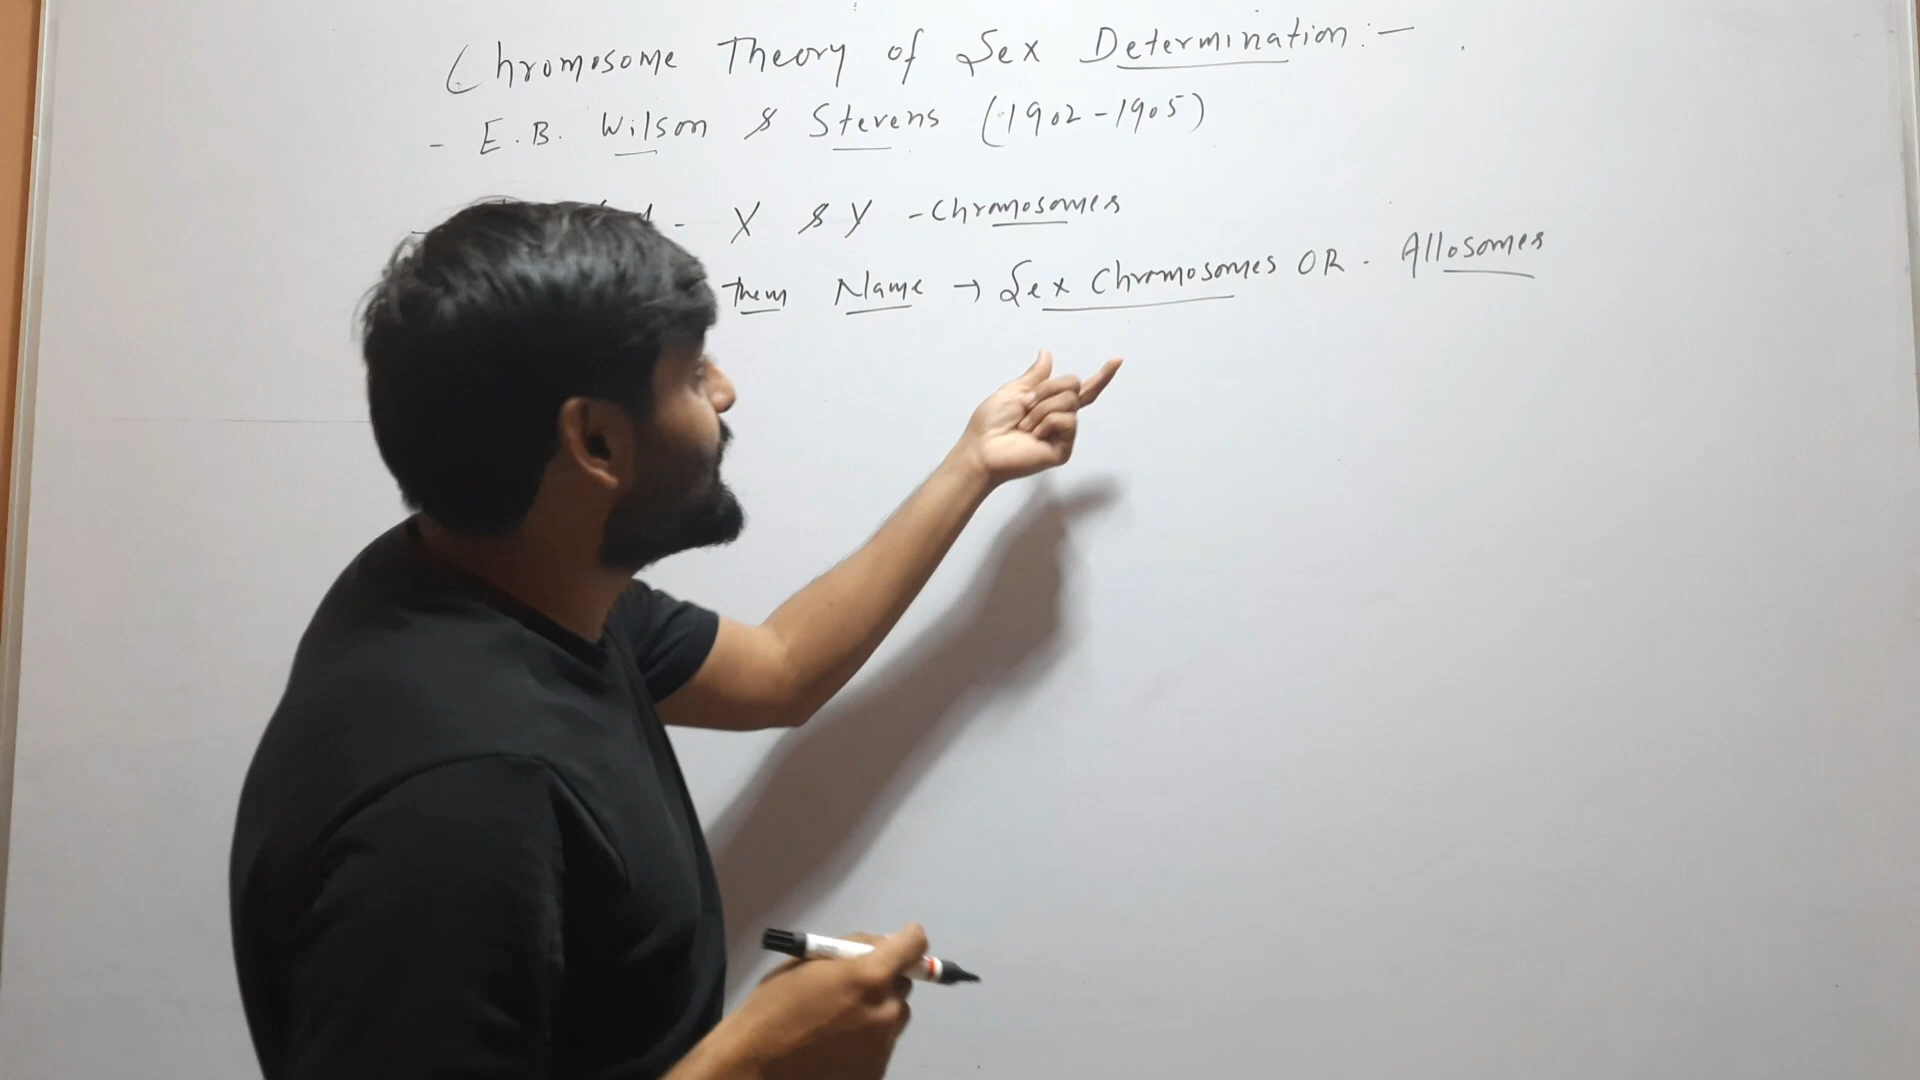 Chromosome Theory of Sex Determination :-
- E. B. Wilson & Stevens (1902-1905)
- X & Y - Chromosomes
them Name → Sex Chromosomes OR - Allosomes